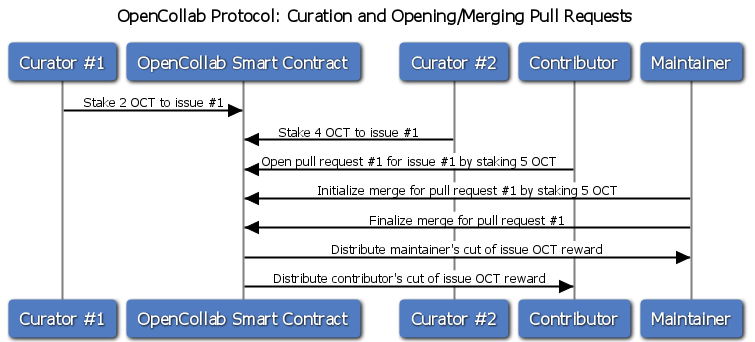 OpenCollab Protocol: Curation and Opening/Merging Pull Requests
Curator #1
OpenCollab Smart Contract
Curator #2
Contributor
Maintainer
Stake 2 OCT to issue #1
Stake 4 OCT to issue #1
Open pull request #1 for issue #1 by staking 5 OCT
Initialize merge for pull request #1 by staking 5 OCT
Finalize merge for pull request #1
Distribute maintainer's cut of issue OCT reward
Distribute contributor's cut of issue OCT reward
Curator #1
OpenCollab Smart Contract
Curator #2
Contributor
Maintainer